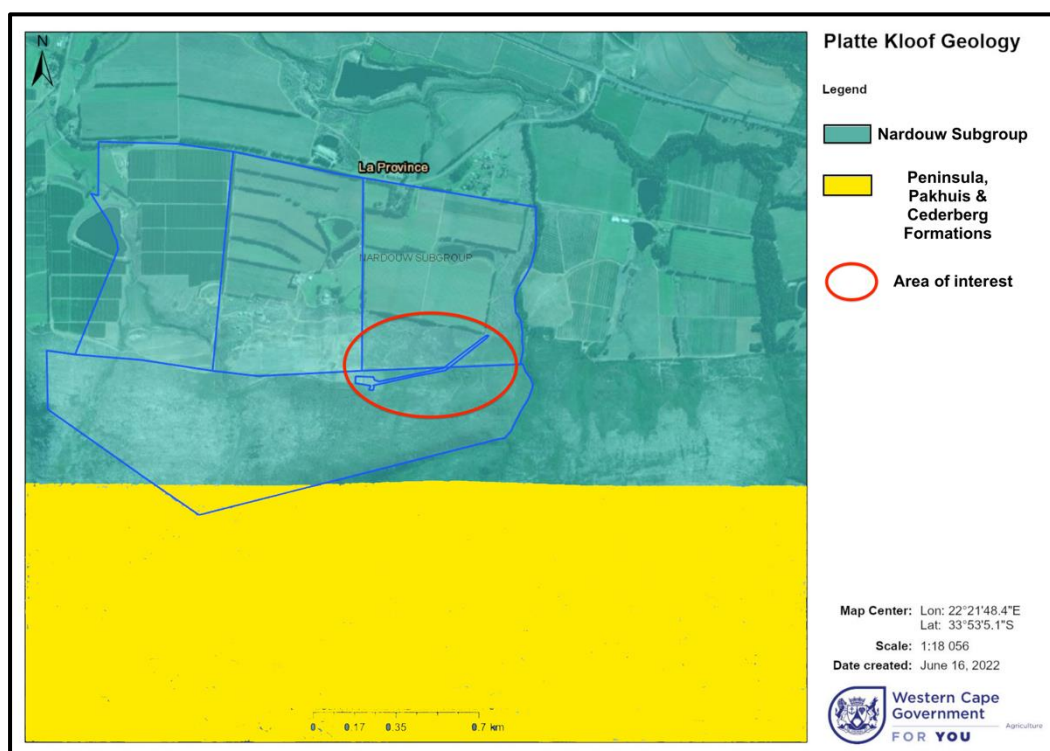 N
La Province
NARDOUW SUBGROUP
0 0.17 0.35 0.7 km
Platte Kloof Geology
Legend
Nardouw Subgroup
Peninsula,
Pakhuis &
Cederberg
Formations
Area of interest
Map Center: Lon: 22°21'48.4"E
Lat: 33°53'5.1"S
Scale: 1:18 056
Date created: June 16, 2022
Western Cape
Government
Agriculture
FOR YOU